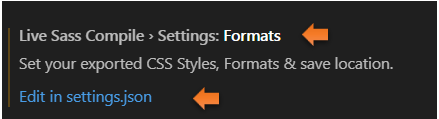 Live Sass Compile › Settings: Formats
Set your exported CSS Styles, Formats & save location.
Edit in settings.json